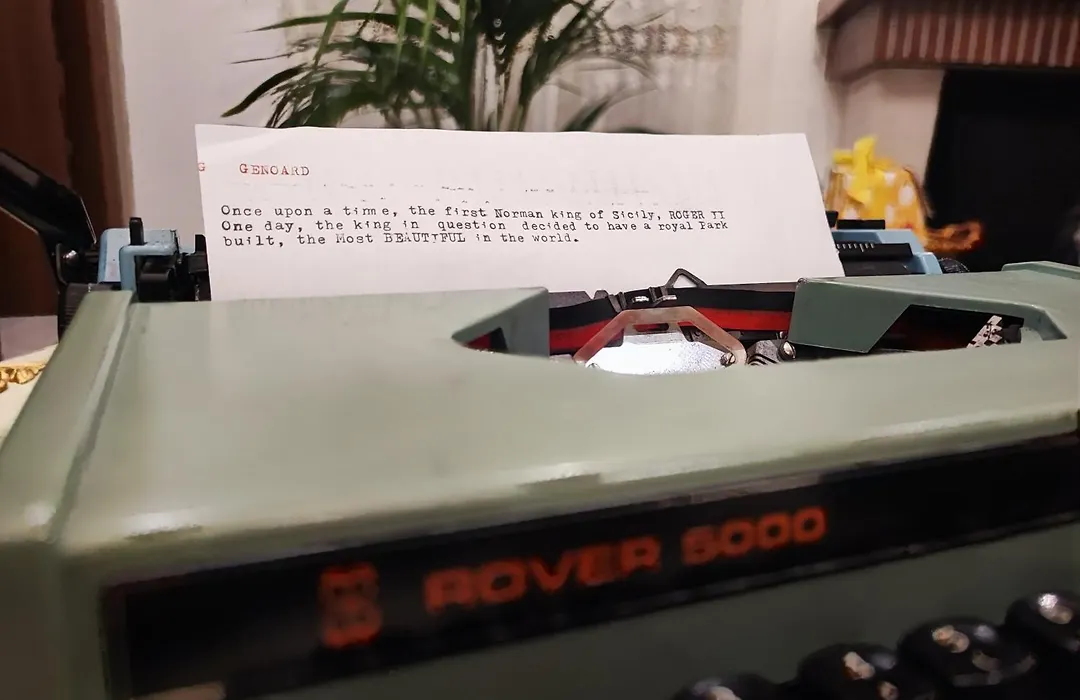 G GENOARD
Once upon a time, the first Norman king of Sicily, ROGER II
One day, the king in question decided to have a royal Park
built, the Most BEAUTIFUL in the world.
ROVER 5000